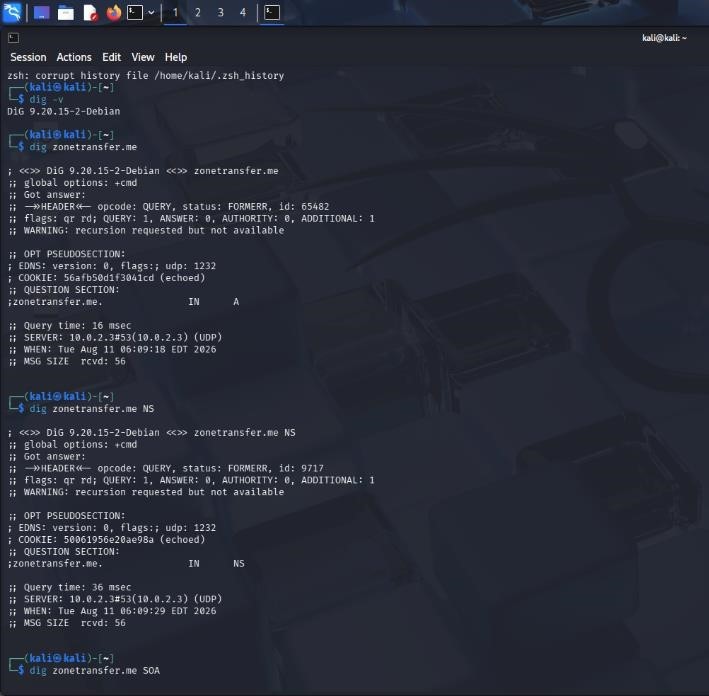 1 2 3 4
kali@kali: ~
Session Actions Edit View Help
zsh: corrupt history file /home/kali/.zsh_history
┌──(kali㉿kali)-[~]
└─$ dig -v
DiG 9.20.15-2-Debian
┌──(kali㉿kali)-[~]
└─$ dig zonetransfer.me
; <<>> DiG 9.20.15-2-Debian <<>> zonetransfer.me
;; global options: +cmd
;; Got answer:
;; ->>HEADER<<- opcode: QUERY, status: FORMERR, id: 65482
;; flags: qr rd; QUERY: 1, ANSWER: 0, AUTHORITY: 0, ADDITIONAL: 1
;; WARNING: recursion requested but not available
;; OPT PSEUDOSECTION:
; EDNS: version: 0, flags:; udp: 1232
; COOKIE: 56afb50d1f3041cd (echoed)
;; QUESTION SECTION:
;zonetransfer.me. IN A
;; Query time: 16 msec
;; SERVER: 10.0.2.3#53(10.0.2.3) (UDP)
;; WHEN: Tue Aug 11 06:09:18 EDT 2026
;; MSG SIZE rcvd: 56
┌──(kali㉿kali)-[~]
└─$ dig zonetransfer.me NS
; <<>> DiG 9.20.15-2-Debian <<>> zonetransfer.me NS
;; global options: +cmd
;; Got answer:
;; ->>HEADER<<- opcode: QUERY, status: FORMERR, id: 9717
;; flags: qr rd; QUERY: 1, ANSWER: 0, AUTHORITY: 0, ADDITIONAL: 1
;; WARNING: recursion requested but not available
;; OPT PSEUDOSECTION:
; EDNS: version: 0, flags:; udp: 1232
; COOKIE: 50061956e20ae98a (echoed)
;; QUESTION SECTION:
;zonetransfer.me. IN NS
;; Query time: 36 msec
;; SERVER: 10.0.2.3#53(10.0.2.3) (UDP)
;; WHEN: Tue Aug 11 06:09:29 EDT 2026
;; MSG SIZE rcvd: 56
┌──(kali㉿kali)-[~]
└─$ dig zonetransfer.me SOA